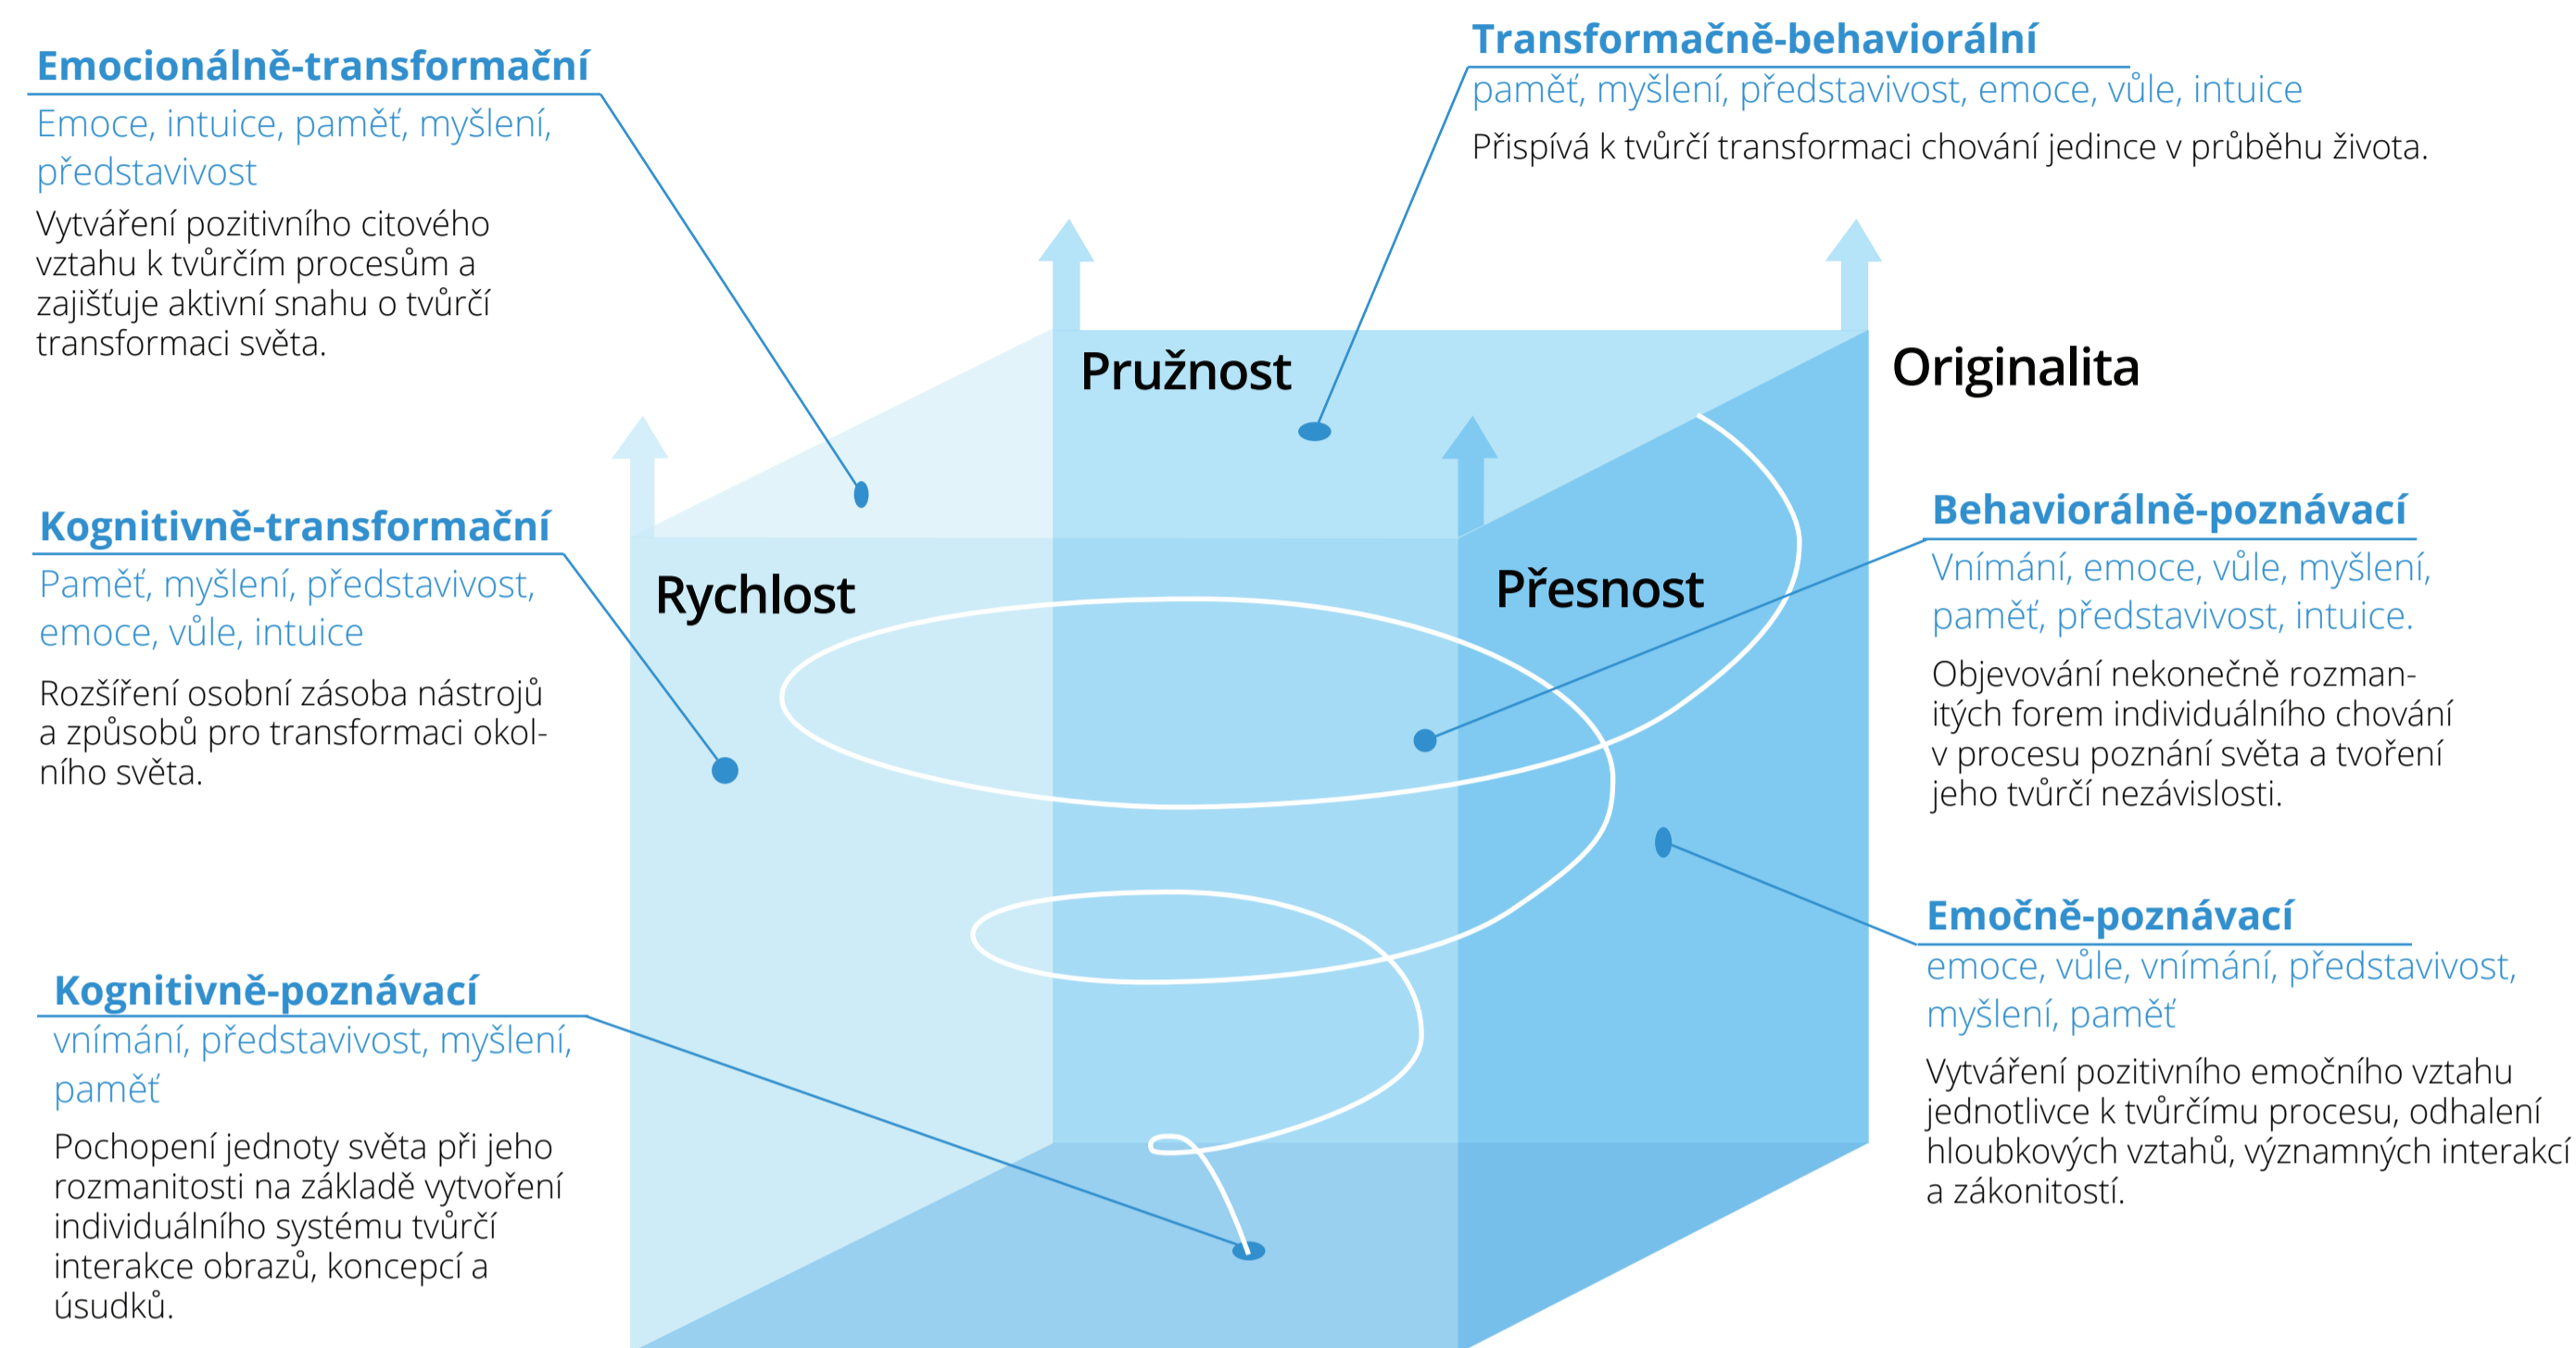 Emocionálně-transformační
Emoce, intuice, paměť, myšlení,
představivost
Vytváření pozitivního citového
vztahu k tvůrčím procesům a
zajišťuje aktivní snahu o tvůrčí
transformaci světa.
Kognitivně-transformační
Paměť, myšlení, představivost,
emoce, vůle, intuice
Rozšíření osobní zásoba nástrojů
a způsobů pro transformaci okol-
ního světa.
Kognitivně-poznávací
vnímání, představivost, myšlení,
paměť
Pochopení jednoty světa při jeho
rozmanitosti na základě vytvoření
individuálního systému tvůrčí
interakce obrazů, koncepcí a
úsudků.
Pružnost
Originalita
Rychlost
Přesnost
Transformačně-behaviorální
paměť, myšlení, představivost, emoce, vůle, intuice
Přispívá k tvůrčí transformaci chování jedince v průběhu života.
Behaviorálně-poznávací
Vnímání, emoce, vůle, myšlení,
paměť, představivost, intuice.
Objevování nekonečně rozman-
itých forem individuálního chování
v procesu poznání světa a tvoření
jeho tvůrčí nezávislosti.
Emočně-poznávací
emoce, vůle, vnímání, představivost,
myšlení, paměť
Vytváření pozitivního emočního vztahu
jednotlivce k tvůrčímu procesu, odhalení
hloubkových vztahů, významných interakcí
a zákonitostí.